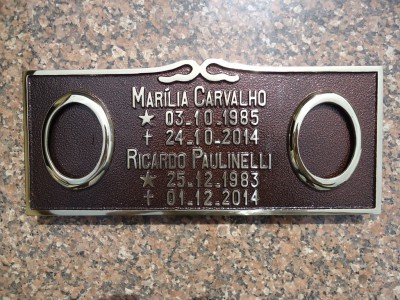 MARÍLIA CARVALHO
★ 03.10.1985
✝ 24.10.2014
RICARDO PAULINELLI
★ 25.12.1983
✝ 01.12.2014